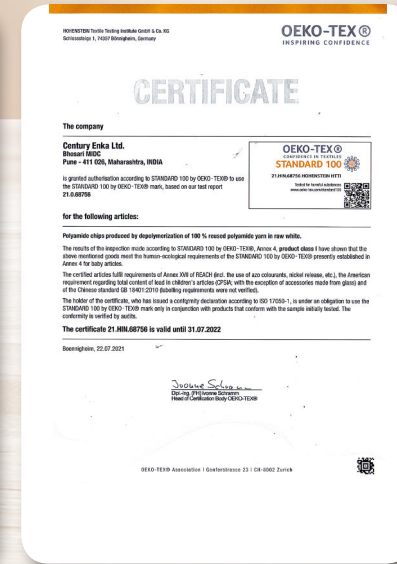 HOHENSTEIN Textile Testing Institute GmbH & Co. KG
Schlosssteige 1, 74357 Bönnigheim, Germany
OEKO-TEX®
INSPIRING CONFIDENCE
CERTIFICATE
The company
Century Enka Ltd.
Bhosari MIDC
Pune - 411 026, Maharashtra, INDIA
is granted authorisation according to STANDARD 100 by OEKO-TEX® to use
the STANDARD 100 by OEKO-TEX® mark, based on our test report
21.0.68756
OEKO-TEX®
CONFIDENCE IN TEXTILES
STANDARD 100
21.HIN.68756 HOHENSTEIN HTTI
Tested for harmful substances
www.oeko-tex.com/standard100
for the following articles:
Polyamide chips produced by depolymerization of 100 % reused polyamide yarn in raw white.
The results of the inspection made according to STANDARD 100 by OEKO-TEX®, Annex 4, product class I have shown that the
above mentioned goods meet the human-ecological requirements of the STANDARD 100 by OEKO-TEX® presently established in
Annex 4 for baby articles.
The certified articles fulfil requirements of Annex XVII of REACH (incl. the use of azo colourants, nickel release, etc.), the American
requirement regarding total content of lead in children's articles (CPSIA; with the exception of accessories made from glass) and
of the Chinese standard GB 18401:2010 (labelling requirements were not verified).
The holder of the certificate, who has issued a conformity declaration according to ISO 17050-1, is under an obligation to use the
STANDARD 100 by OEKO-TEX® mark only in conjunction with products that conform with the sample initially tested. The
conformity is verified by audits.
The certificate 21.HIN.68756 is valid until 31.07.2022
Boennigheim, 22.07.2021
Ivonne Schramm
Dipl.-Ing. (FH) Ivonne Schramm
Head of Certification Body OEKO-TEX®
OEKO-TEX® Association | Genferstrasse 23 | CH-8002 Zurich